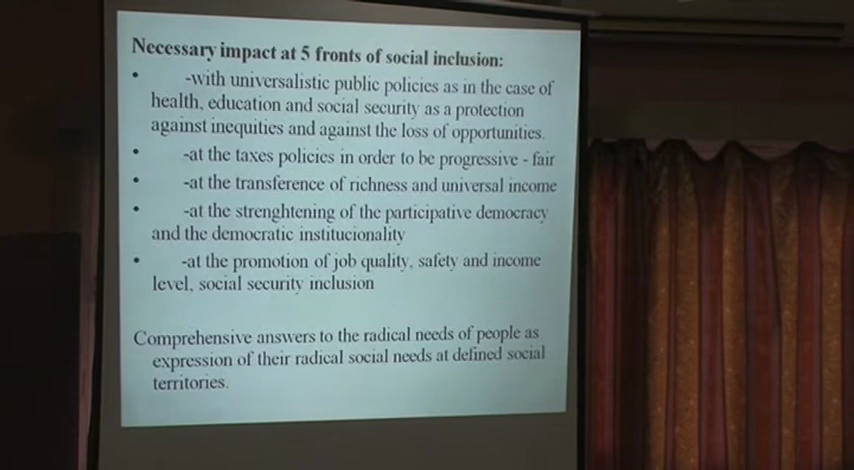 Necessary impact at 5 fronts of social inclusion:
• -with universalistic public policies as in the case of
health, education and social security as a protection
against inequities and against the loss of opportunities.
• -at the taxes policies in order to be progressive - fair
• -at the transference of richness and universal income
• -at the strenghtening of the participative democracy
and the democratic institucionality
• -at the promotion of job quality, safety and income
level, social security inclusion
Comprehensive answers to the radical needs of people as
expression of their radical social needs at defined social
territories.